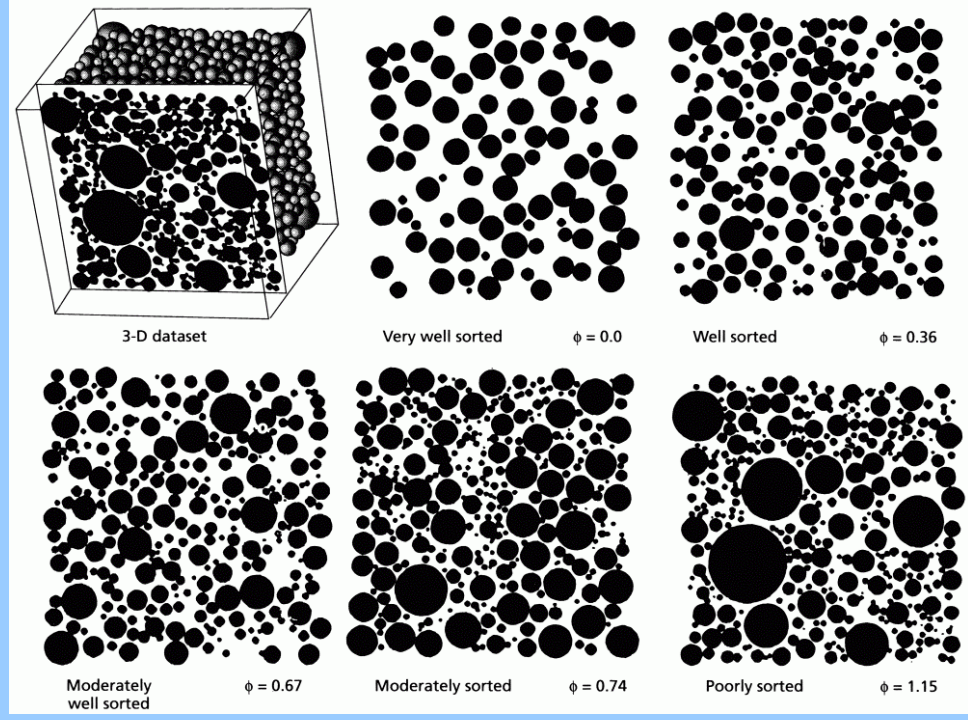 3-D dataset
Very well sorted ϕ = 0.0
Well sorted ϕ = 0.36
Moderately
well sorted ϕ = 0.67
Moderately sorted ϕ = 0.74
Poorly sorted ϕ = 1.15